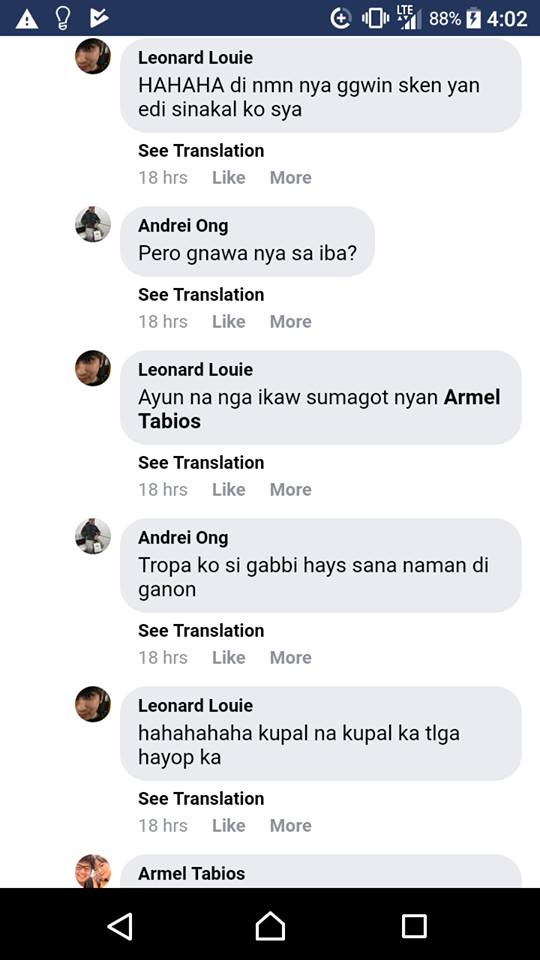 LTE 88% 4:02
Leonard Louie
HAHAHA di nmn nya ggwin sken yan
edi sinakal ko sya
See Translation
18 hrs Like More
Andrei Ong
Pero gnawa nya sa iba?
See Translation
18 hrs Like More
Leonard Louie
Ayun na nga ikaw sumagot nyan Armel
Tabios
See Translation
18 hrs Like More
Andrei Ong
Tropa ko si gabbi hays sana naman di
ganon
See Translation
18 hrs Like More
Leonard Louie
hahahahaha kupal na kupal ka tlga
hayop ka
See Translation
18 hrs Like More
Armel Tabios